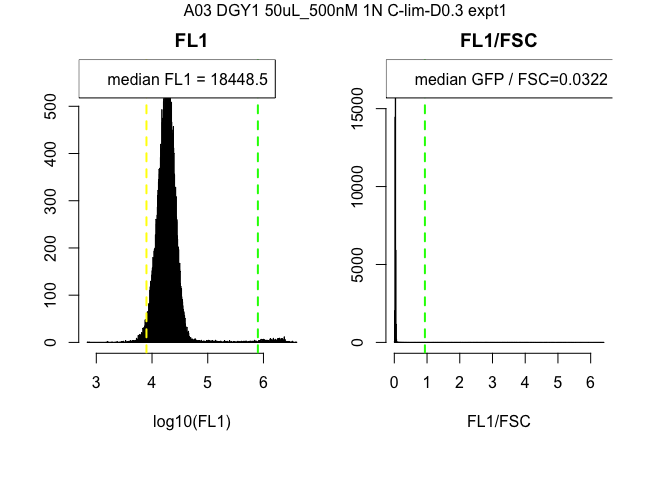 A03 DGY1 50uL_500nM 1N C-lim-D0.3 expt1
FL1
median FL1 = 18448.5
500
400
300
200
100
0
3 4 5 6
log10(FL1)
FL1/FSC
median GFP / FSC=0.0322
15000
10000
5000
0
0 1 2 3 4 5 6
FL1/FSC